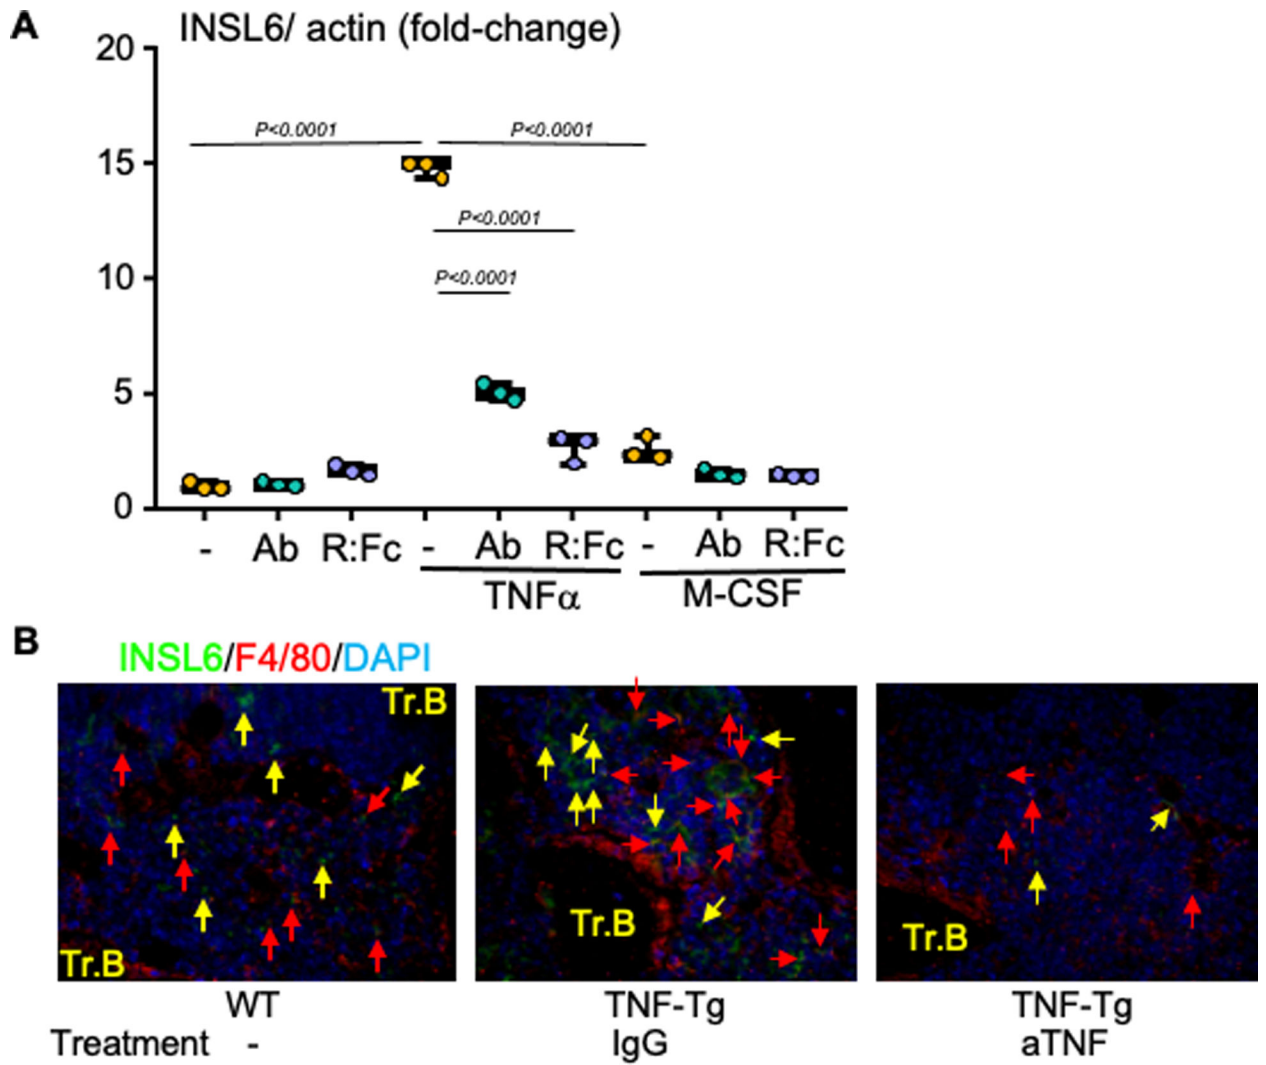 A
INSL6/ actin (fold-change)
20
P<0.0001 P<0.0001
15
P<0.0001
10
P<0.0001
5
0
- Ab R:Fc - Ab R:Fc - Ab R:Fc
TNFα M-CSF
B
INSL6/F4/80/DAPI
Tr.B
Tr.B
Tr.B
Tr.B
WT TNF-Tg TNF-Tg
Treatment - IgG aTNF